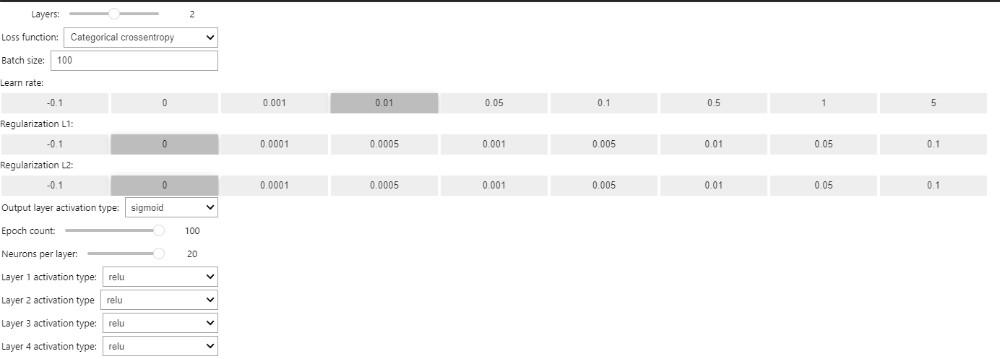 Layers: 2
Loss function: Categorical crossentropy
Batch size: 100
Learn rate:
-0.1 0 0.001 0.01 0.05 0.1 0.5 1 5
Regularization L1:
-0.1 0 0.0001 0.0005 0.001 0.005 0.01 0.05 0.1
Regularization L2:
-0.1 0 0.0001 0.0005 0.001 0.005 0.01 0.05 0.1
Output layer activation type: sigmoid
Epoch count: 100
Neurons per layer: 20
Layer 1 activation type: relu
Layer 2 activation type relu
Layer 3 activation type: relu
Layer 4 activation type: relu